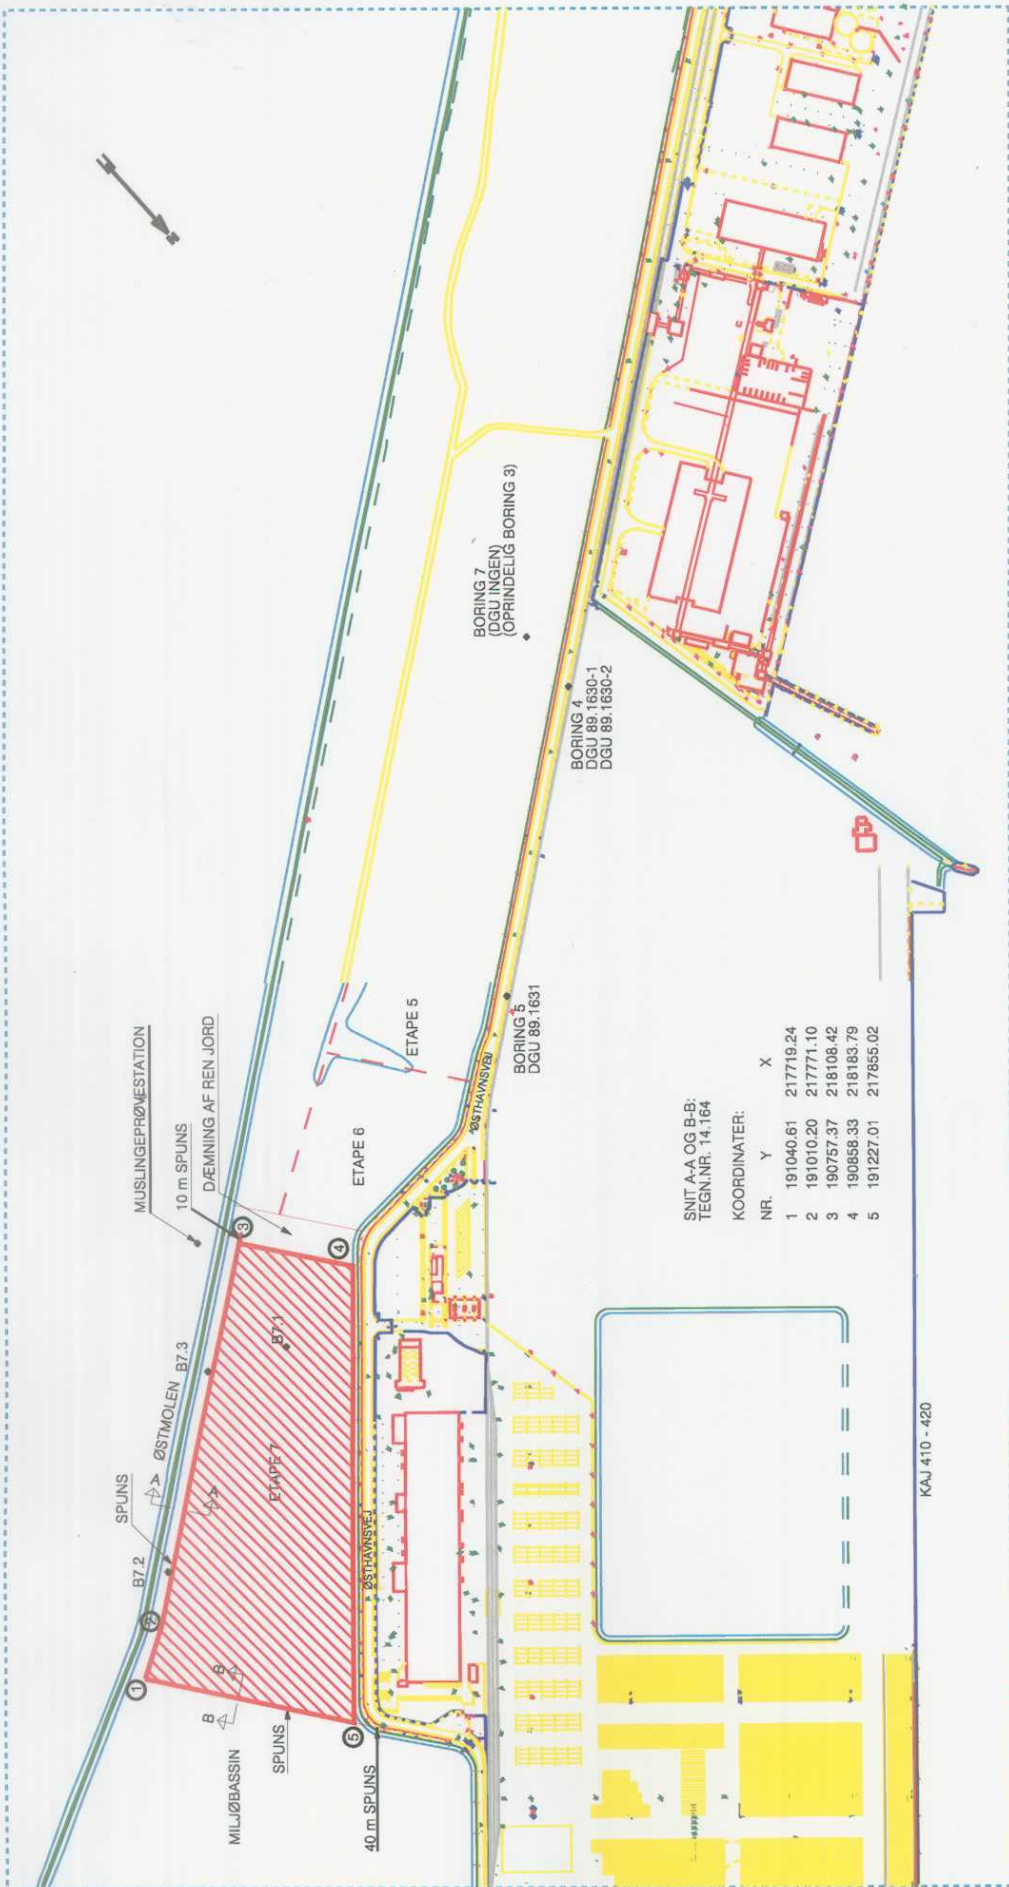 MUSLINGEPRØVESTATION
10 m SPUNS
DÆMNING AF REN JORD
SPUNS
ØSTMOLEN
B7.3
B7.2
A
A
1
2
3
4
5
B7.1
ETAPE 7
ETAPE 6
ETAPE 5
B
B
MILJØBASSIN
SPUNS
40 m SPUNS
ØSTHAVNSVEJ
ØSTHAVNSVEJ
BORING 7
(DGU INGEN)
(OPRINDELIG BORING 3)
BORING 4
DGU 89.1630-1
DGU 89.1630-2
BORING 5
DGU 89.1631
SNIT A-A OG B-B:
TEGN.NR. 14.164
KOORDINATER:
NR. Y X
1 191040.61 217719.24
2 191010.20 217771.10
3 190757.37 218108.42
4 190858.33 218183.79
5 191227.01 217855.02
KAJ 410 - 420